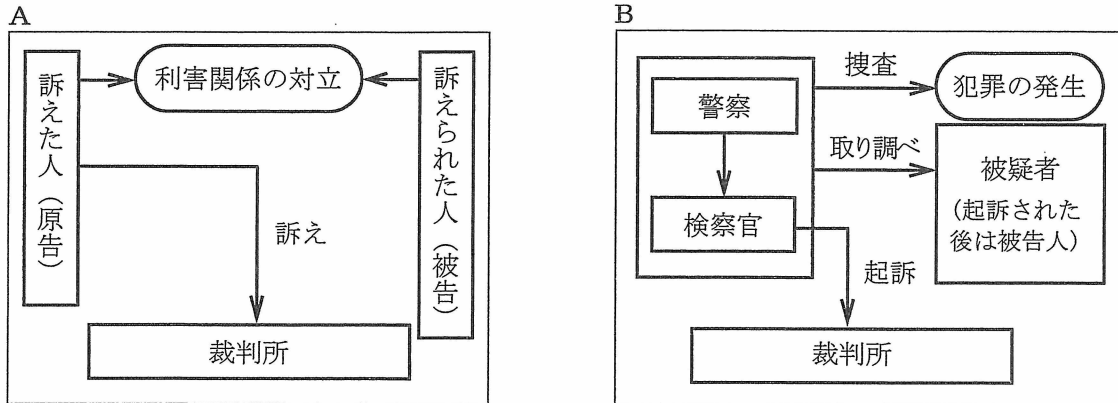 A
訴えた人（原告）
利害関係の対立
訴えられた人（被告）
訴え
裁判所
B
警察
検察官
捜査
犯罪の発生
取り調べ
被疑者
（起訴された
後は被告人）
起訴
裁判所